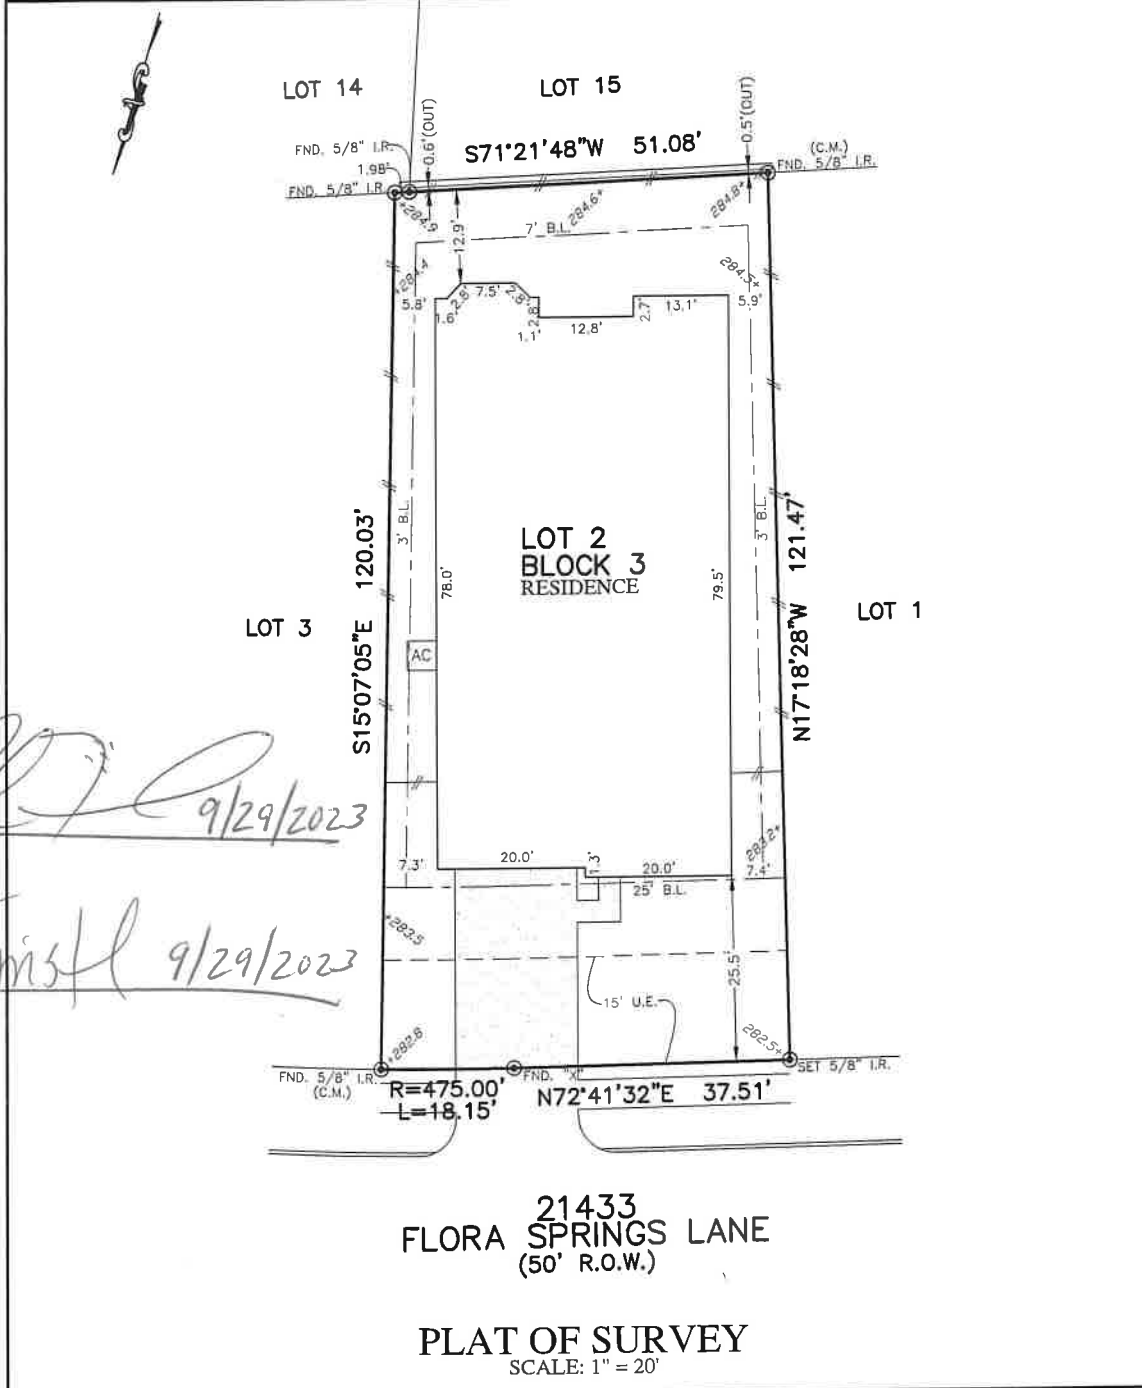 LOT 14
LOT 15
0.6'(OUT)
0.5'(OUT)
FND. 5/8" I.R.
S71°21'48"W 51.08'
(C.M.)
FND. 5/8" I.R.
1.98'
FND. 5/8" I.R.
+284.9
284.6+
284.8+
12.9'
7' B.L.
+284.4
284.5+
5.8'
2.8'
7.5'
2.8'
2.7'
13.1'
5.9'
1.6'
2.8'
1.1'
12.8'
3' B.L.
3' B.L.
S15°07'05"E 120.03'
N17°18'28"W 121.47'
LOT 2
BLOCK 3
RESIDENCE
78.0'
79.5'
LOT 3
LOT 1
AC
9/29/2023
283.2+
7.3'
20.0'
1.3'
20.0'
7.4'
25' B.L.
+283.5
9/29/2023
25.5'
15' U.E.
+282.8
282.5+
FND. 5/8" I.R.
(C.M.)
FND. "X"
SET 5/8" I.R.
R=475.00'
L=18.15'
N72°41'32"E 37.51'
21433
FLORA SPRINGS LANE
(50' R.O.W.)
PLAT OF SURVEY
SCALE: 1" = 20'